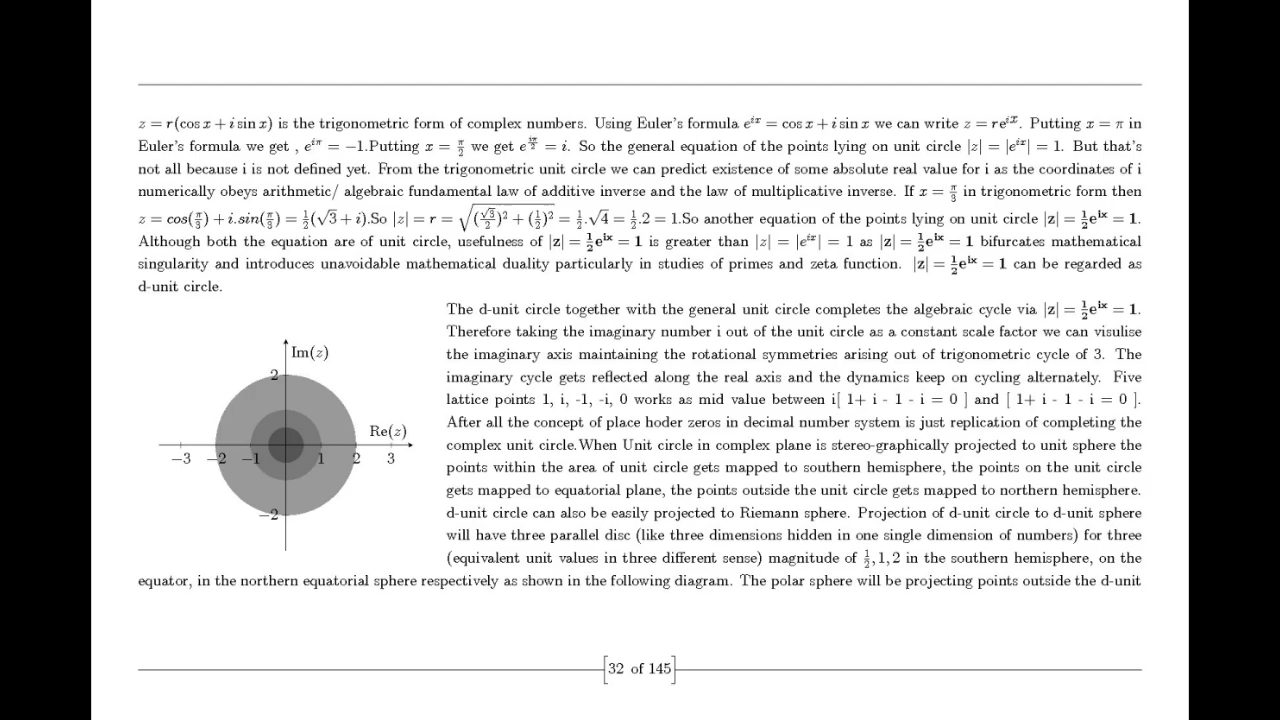 z = r(cos x + i sin x) is the trigonometric form of complex numbers. Using Euler's formula e^{ix} = cos x + i sin x we can write z = re^{ix}. Putting x = π in
Euler's formula we get , e^{iπ} = −1.Putting x = π/2 we get e^{iπ/2} = i. So the general equation of the points lying on unit circle |z| = |e^{ix}| = 1. But that's
not all because i is not defined yet. From the trigonometric unit circle we can predict existence of some absolute real value for i as the coordinates of i
numerically obeys arithmetic/ algebraic fundamental law of additive inverse and the law of multiplicative inverse. If x = π/3 in trigonometric form then
z = cos(π/3) + i.sin(π/3) = 1/2(√3 + i).So |z| = r = √((√3/2)² + (1/2)²) = 1/2.√4 = 1/2.2 = 1.So another equation of the points lying on unit circle |z| = 1/2 e^{ix} = 1.
Although both the equation are of unit circle, usefulness of |z| = 1/2 e^{ix} = 1 is greater than |z| = |e^{ix}| = 1 as |z| = 1/2 e^{ix} = 1 bifurcates mathematical
singularity and introduces unavoidable mathematical duality particularly in studies of primes and zeta function. |z| = 1/2 e^{ix} = 1 can be regarded as
d-unit circle.
The d-unit circle together with the general unit circle completes the algebraic cycle via |z| = 1/2 e^{ix} = 1.
Therefore taking the imaginary number i out of the unit circle as a constant scale factor we can visulise
the imaginary axis maintaining the rotational symmetries arising out of trigonometric cycle of 3. The
imaginary cycle gets reflected along the real axis and the dynamics keep on cycling alternately. Five
lattice points 1, i, -1, -i, 0 works as mid value between i[ 1+ i - 1 - i = 0 ] and [ 1+ i - 1 - i = 0 ].
After all the concept of place hoder zeros in decimal number system is just replication of completing the
complex unit circle.When Unit circle in complex plane is stereo-graphically projected to unit sphere the
points within the area of unit circle gets mapped to southern hemisphere, the points on the unit circle
gets mapped to equatorial plane, the points outside the unit circle gets mapped to northern hemisphere.
d-unit circle can also be easily projected to Riemann sphere. Projection of d-unit circle to d-unit sphere
will have three parallel disc (like three dimensions hidden in one single dimension of numbers) for three
(equivalent unit values in three different sense) magnitude of 1/2, 1, 2 in the southern hemisphere, on the
equator, in the northern equatorial sphere respectively as shown in the following diagram. The polar sphere will be projecting points outside the d-unit
Im(z)
2
Re(z)
−3 −2 −1 1 2 3
−2
32 of 145